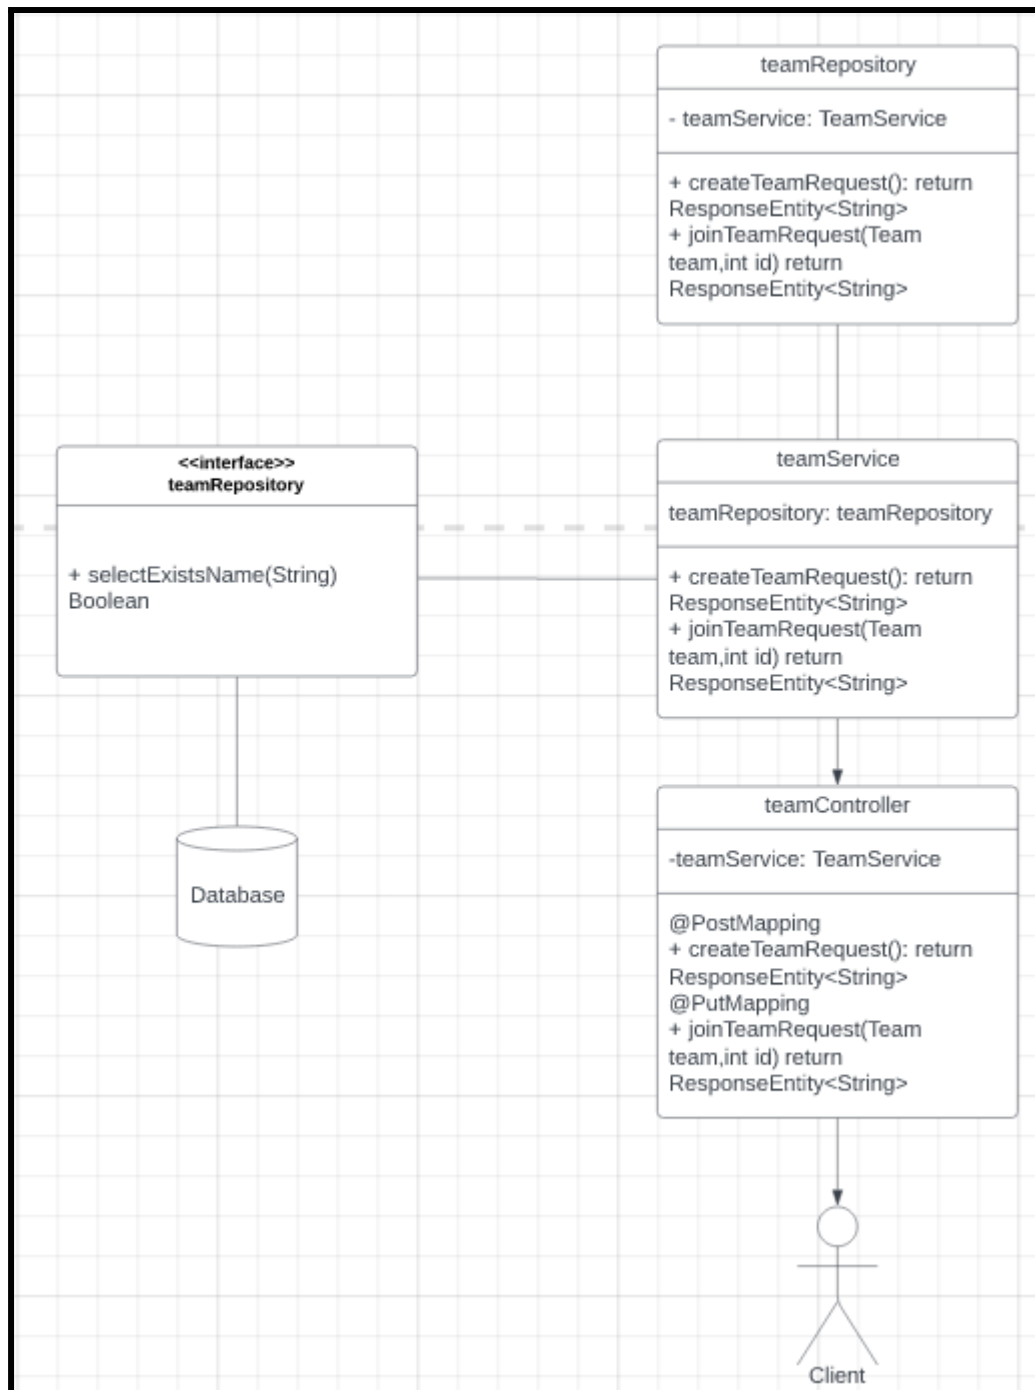 teamRepository
- teamService: TeamService
+ createTeamRequest(): return
ResponseEntity<String>
+ joinTeamRequest(Team
team,int id) return
ResponseEntity<String>
<<interface>>
teamRepository
+ selectExistsName(String)
Boolean
teamService
teamRepository: teamRepository
+ createTeamRequest(): return
ResponseEntity<String>
+ joinTeamRequest(Team
team,int id) return
ResponseEntity<String>
Database
teamController
-teamService: TeamService
@PostMapping
+ createTeamRequest(): return
ResponseEntity<String>
@PutMapping
+ joinTeamRequest(Team
team,int id) return
ResponseEntity<String>
Client